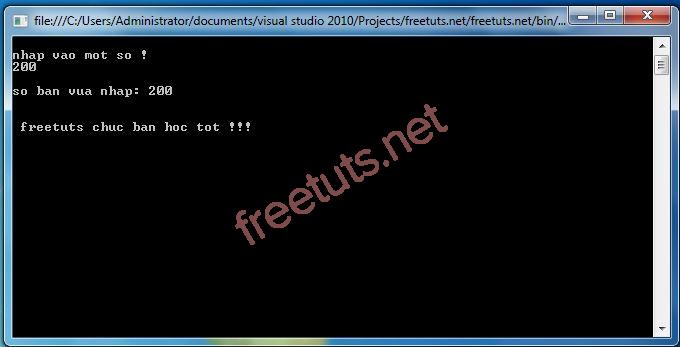 file:///C:/Users/Administrator/documents/visual studio 2010/Projects/freetuts.net/freetuts.net/bin/...
nhap vao mot so !
200
so ban vua nhap: 200
freetuts chuc ban hoc tot !!!
freetuts.net